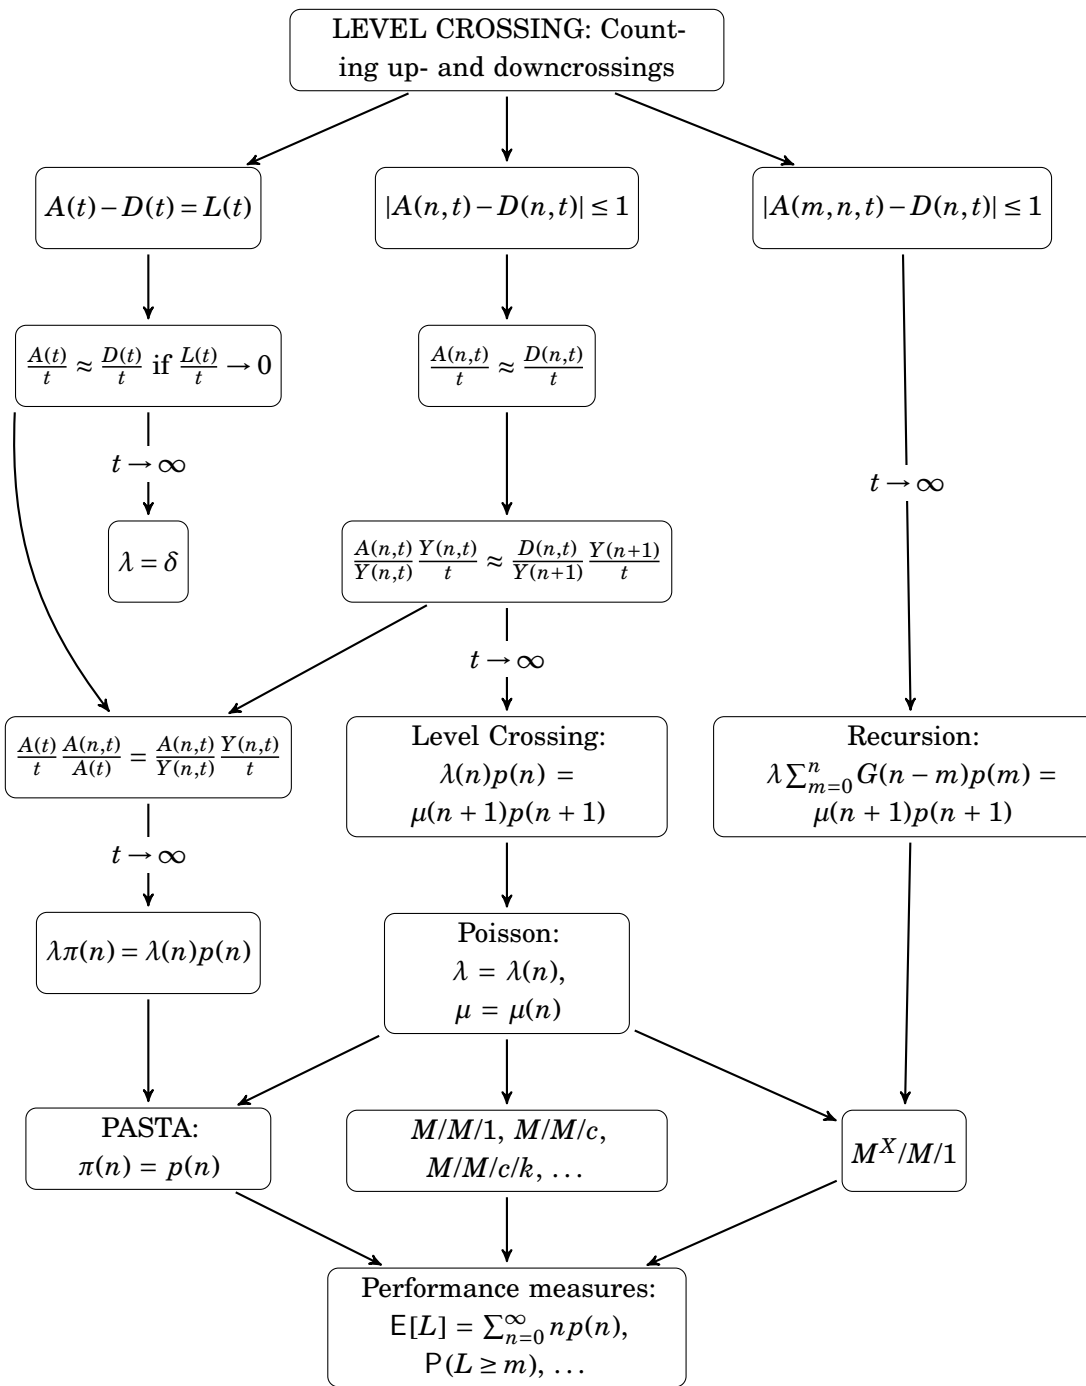 LEVEL CROSSING: Count-
ing up- and downcrossings
A(t) − D(t) = L(t)
|A(n, t) − D(n, t)| ≤ 1
|A(m, n, t) − D(n, t)| ≤ 1
A(t)/t ≈ D(t)/t if L(t)/t → 0
A(n,t)/t ≈ D(n,t)/t
t → ∞
t → ∞
λ = δ
A(n,t)/Y(n,t) Y(n,t)/t ≈ D(n,t)/Y(n+1) Y(n+1)/t
t → ∞
A(t)/t A(n,t)/A(t) = A(n,t)/Y(n,t) Y(n,t)/t
Level Crossing:
λ(n)p(n) =
μ(n + 1)p(n + 1)
Recursion:
λ∑_{m=0}^{n} G(n − m)p(m) =
μ(n + 1)p(n + 1)
t → ∞
λπ(n) = λ(n)p(n)
Poisson:
λ = λ(n),
μ = μ(n)
PASTA:
π(n) = p(n)
M/M/1, M/M/c,
M/M/c/k, ...
M^X/M/1
Performance measures:
E[L] = ∑_{n=0}^{∞} np(n),
P(L ≥ m), ...